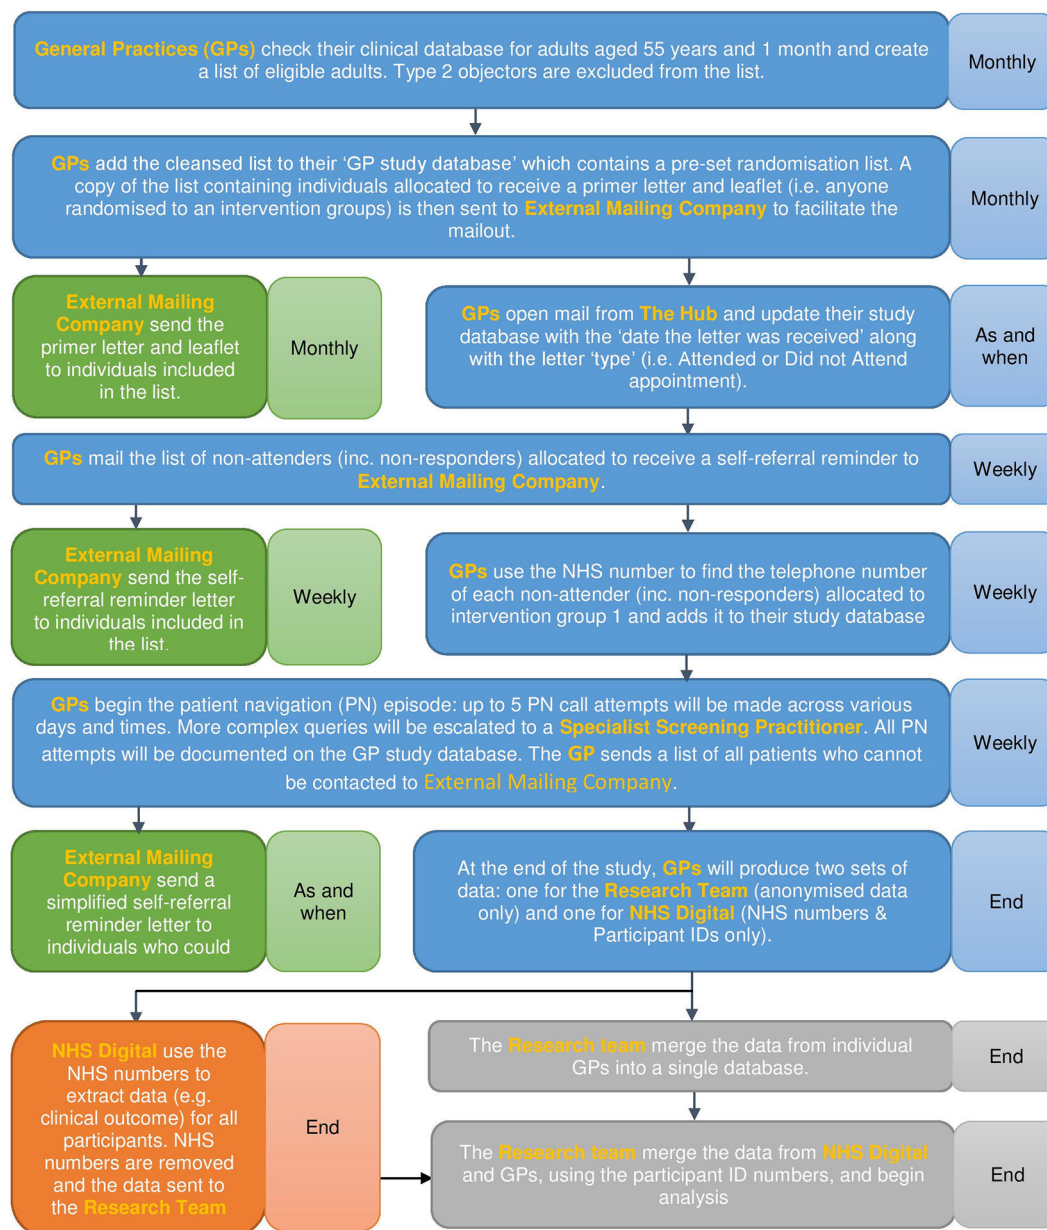 General Practices (GPs) check their clinical database for adults aged 55 years and 1 month and create
a list of eligible adults. Type 2 objectors are excluded from the list.
Monthly
GPs add the cleansed list to their ‘GP study database’ which contains a pre-set randomisation list. A
copy of the list containing individuals allocated to receive a primer letter and leaflet (i.e. anyone
randomised to an intervention groups) is then sent to External Mailing Company to facilitate the
mailout.
Monthly
External Mailing
Company send the
primer letter and leaflet
to individuals included
in the list.
Monthly
GPs open mail from The Hub and update their study
database with the ‘date the letter was received’ along
with the letter ‘type’ (i.e. Attended or Did not Attend
appointment).
As and
when
GPs mail the list of non-attenders (inc. non-responders) allocated to receive a self-referral reminder to
External Mailing Company.
Weekly
External Mailing
Company send the self-
referral reminder letter
to individuals included in
the list.
Weekly
GPs use the NHS number to find the telephone number
of each non-attender (inc. non-responders) allocated to
intervention group 1 and adds it to their study database
Weekly
GPs begin the patient navigation (PN) episode: up to 5 PN call attempts will be made across various
days and times. More complex queries will be escalated to a Specialist Screening Practitioner. All PN
attempts will be documented on the GP study database. The GP sends a list of all patients who cannot
be contacted to External Mailing Company.
Weekly
External Mailing
Company send a
simplified self-referral
reminder letter to
individuals who could
As and
when
At the end of the study, GPs will produce two sets of
data: one for the Research Team (anonymised data
only) and one for NHS Digital (NHS numbers &
Participant IDs only).
End
NHS Digital use the
NHS numbers to
extract data (e.g.
clinical outcome) for all
participants. NHS
numbers are removed
and the data sent to
the Research Team
End
The Research team merge the data from individual
GPs into a single database.
End
The Research team merge the data from NHS Digital
and GPs, using the participant ID numbers, and begin
analysis
End